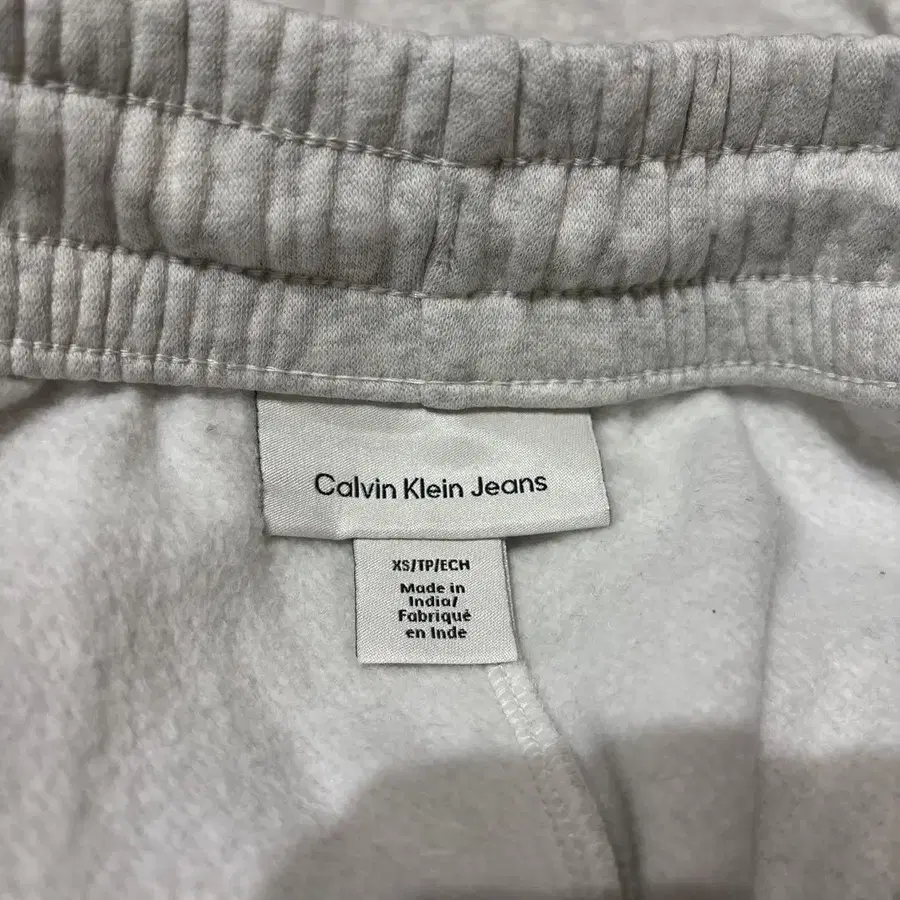 Calvin Klein Jeans
XS/TP/ECH
Made in
India/
Fabriqué
en Inde